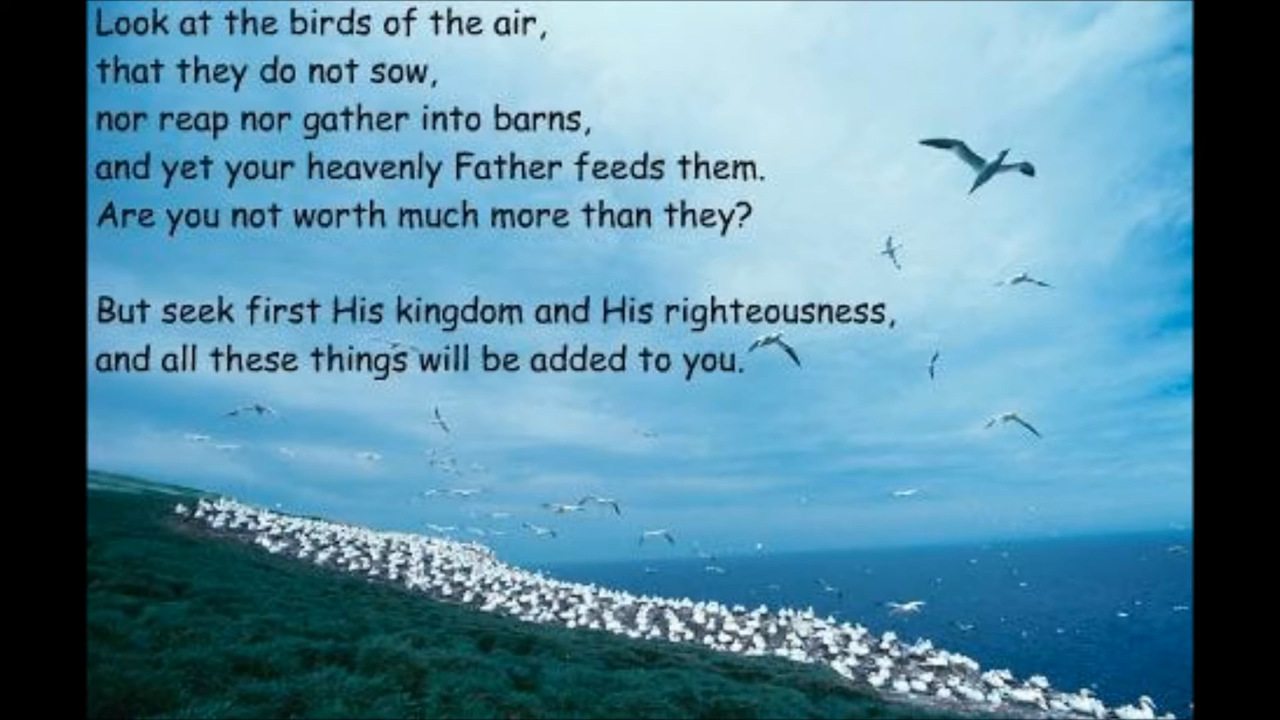 Look at the birds of the air,
that they do not sow,
nor reap nor gather into barns,
and yet your heavenly Father feeds them.
Are you not worth much more than they?
But seek first His kingdom and His righteousness,
and all these things will be added to you.